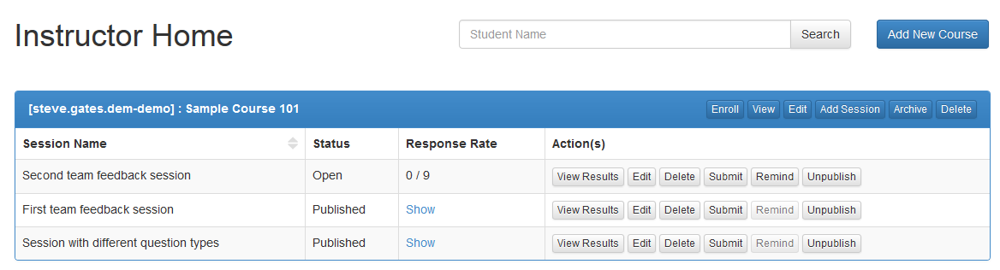 Instructor Home
Student Name Search Add New Course
[steve.gates.dem-demo] : Sample Course 101 Enroll View Edit Add Session Archive Delete
Session Name Status Response Rate Action(s)
Second team feedback session Open 0 / 9 View Results Edit Delete Submit Remind Unpublish
First team feedback session Published Show View Results Edit Delete Submit Remind Unpublish
Session with different question types Published Show View Results Edit Delete Submit Remind Unpublish